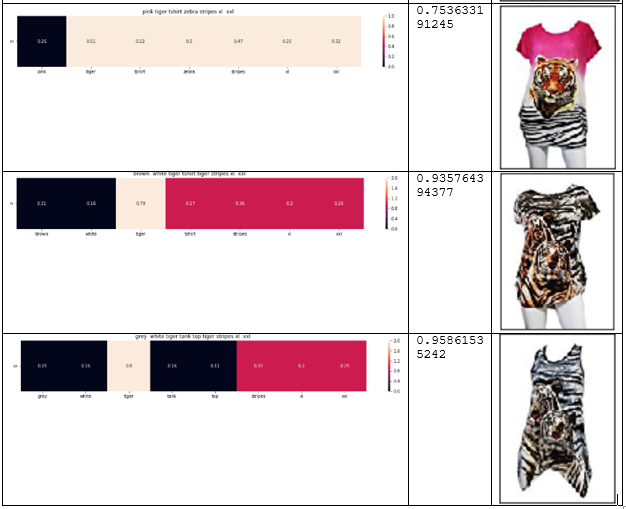 pink tiger tshirt zebra stripes xl xxl
0 0.26 0.51 0.22 0.5 0.47 0.25 0.32
pink tiger tshirt zebra stripes xl xxl
1.0
0.8
0.6
0.4
0.2
0.0
0.7536331
91245
brown white tiger tshirt tiger stripes xl xxl
0 0.31 0.16 0.78 0.17 0.36 0.2 0.25
brown white tiger tshirt stripes xl xxl
2.0
1.6
1.2
0.8
0.4
0.0
0.9357643
94377
grey white tiger tank top tiger stripes xl xxl
0 0.25 0.16 0.8 0.16 0.11 0.37 0.2 0.25
grey white tiger tank top stripes xl xxl
2.0
1.6
1.2
0.8
0.4
0.0
0.9586153
5242